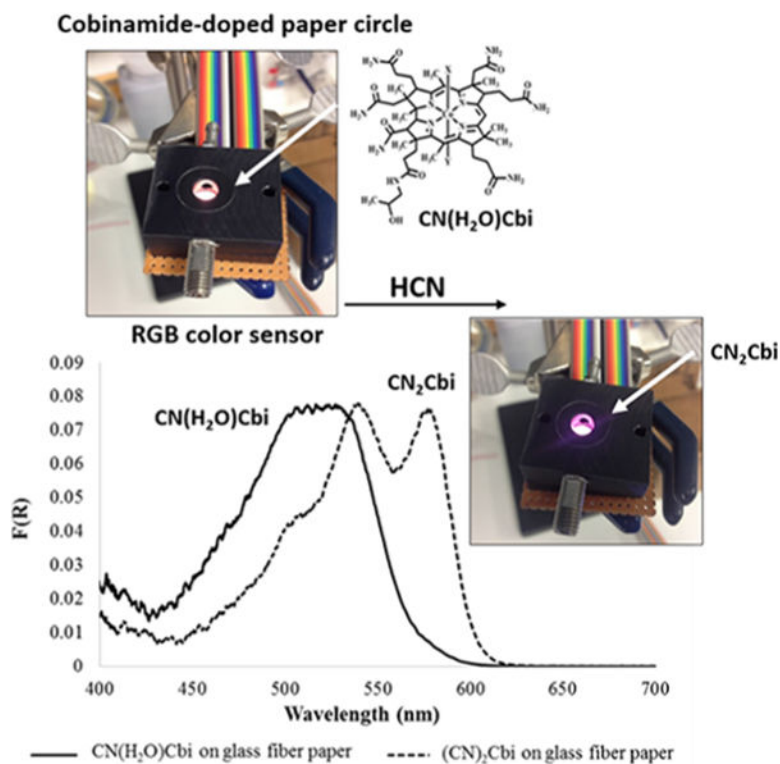 Cobinamide-doped paper circle
CN(H₂O)Cbi
HCN
RGB color sensor
CN₂Cbi
0.09
0.08
0.07
0.06
0.05
0.04
0.03
0.02
0.01
0
F(R)
CN(H₂O)Cbi
CN₂Cbi
400
450
500
550
600
650
700
Wavelength (nm)
CN(H₂O)Cbi on glass fiber paper
(CN)₂Cbi on glass fiber paper